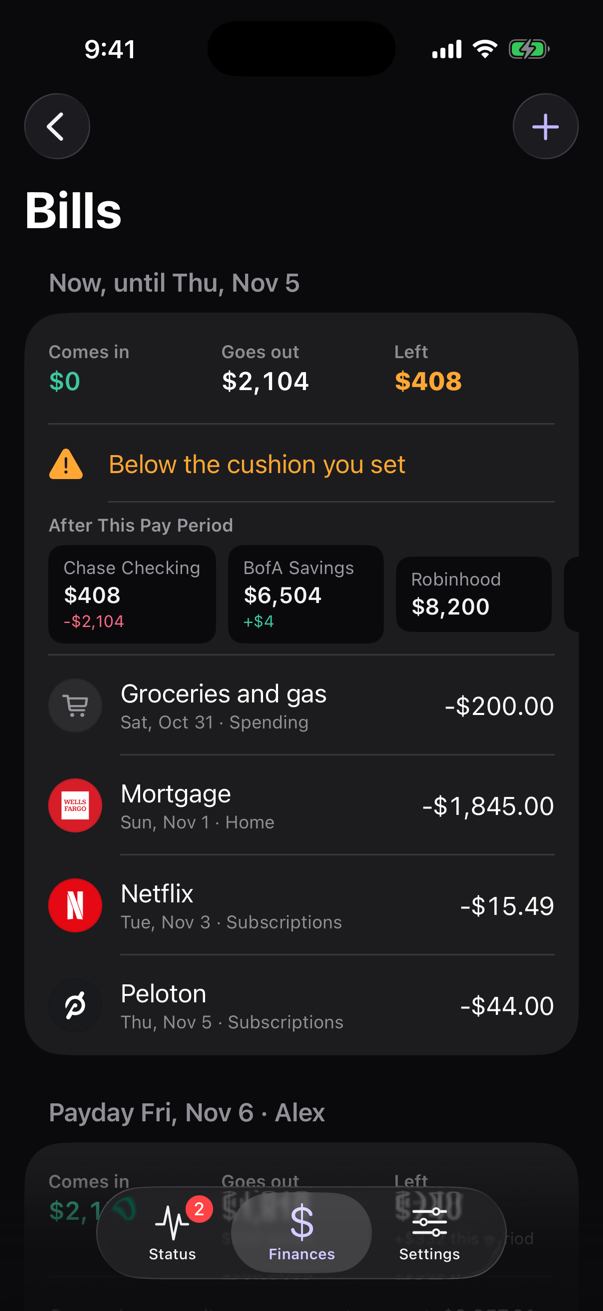 9:41
Bills
Now, until Thu, Nov 5
Comes in Goes out Left
$0 $2,104 $408
Below the cushion you set
After This Pay Period
Chase Checking
$408
-$2,104
BofA Savings
$6,504
+$4
Robinhood
$8,200
Groceries and gas
Sat, Oct 31 · Spending
-$200.00
WELLS
FARGO
Mortgage
Sun, Nov 1 · Home
-$1,845.00
N
Netflix
Tue, Nov 3 · Subscriptions
-$15.49
Peloton
Thu, Nov 5 · Subscriptions
-$44.00
Payday Fri, Nov 6 · Alex
Comes in Goes out Left
2
$
Status Finances Settings